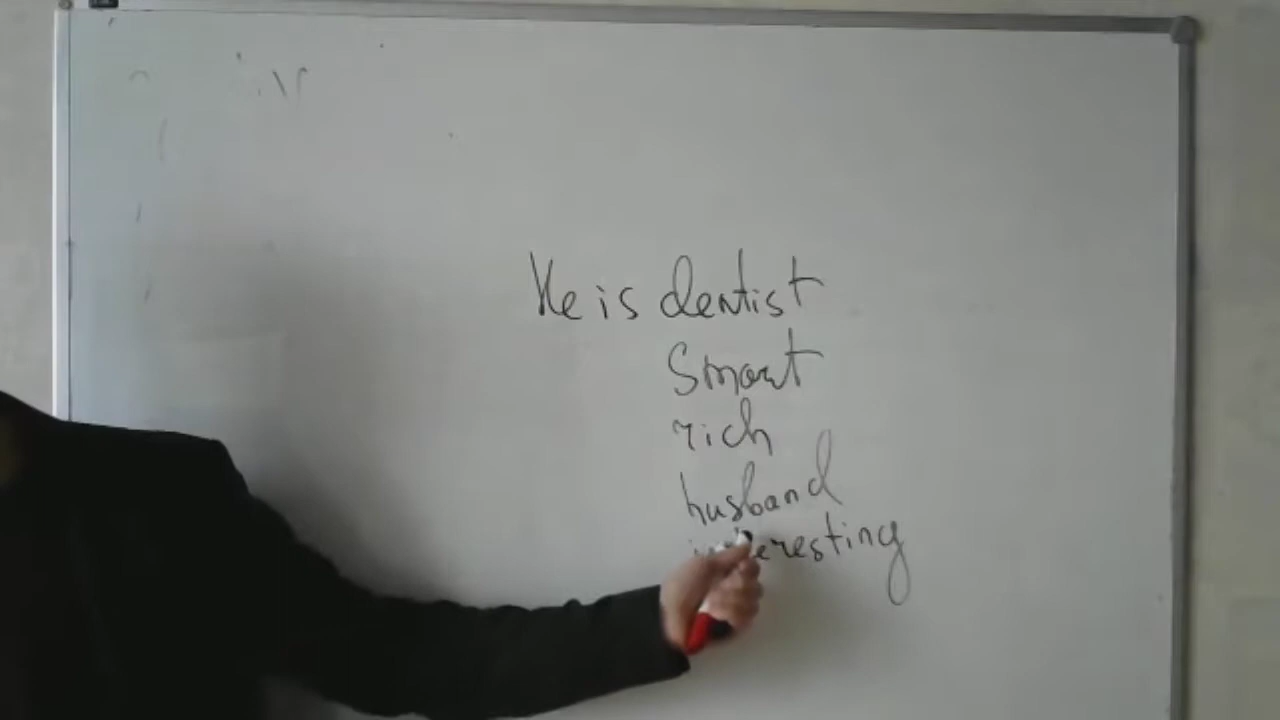 He is dentist
Smart
rich
husband
interesting